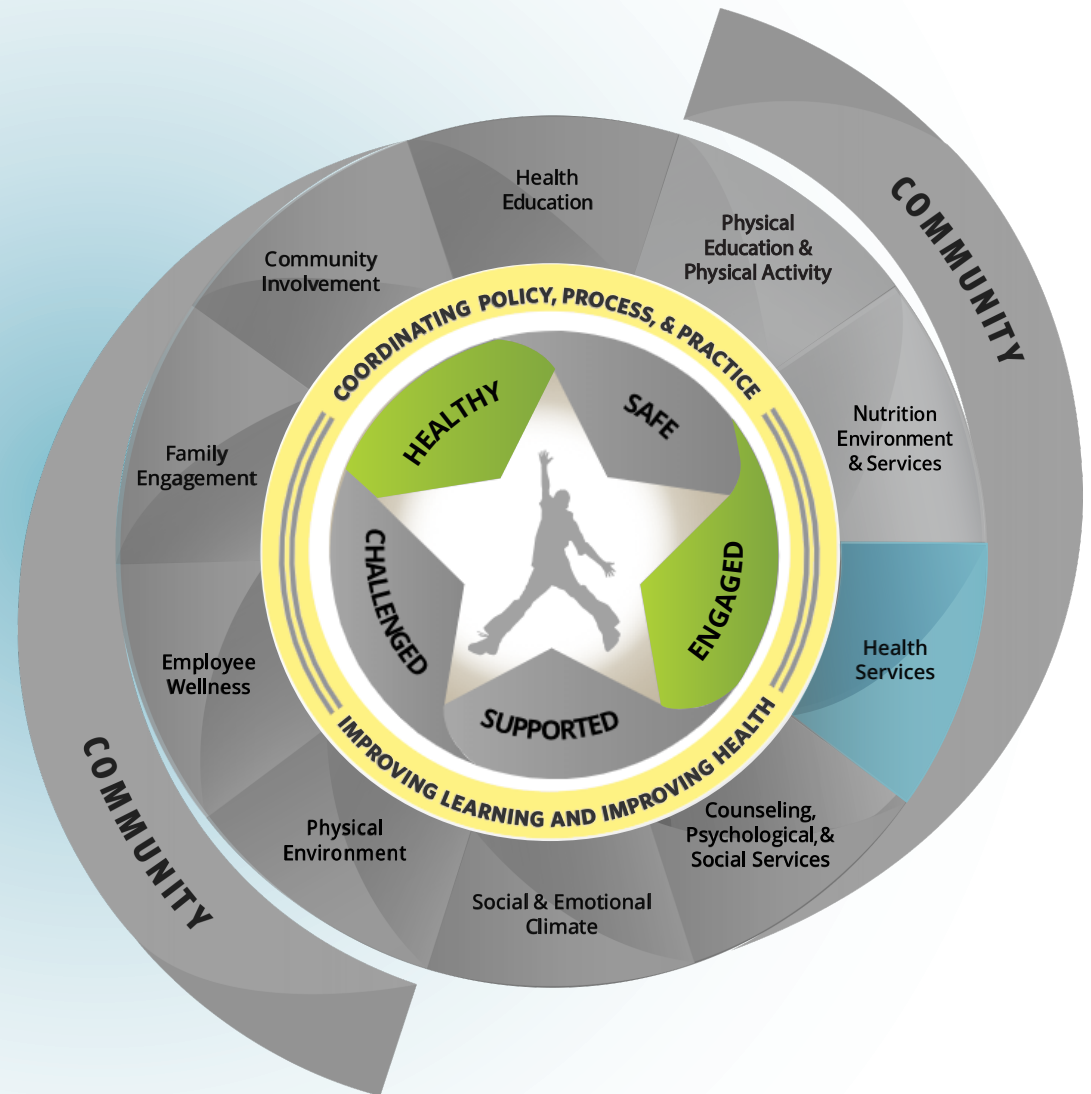 COMMUNITY
Health
Education
Physical
Education &
Physical Activity
Nutrition
Environment
& Services
Health
Services
Counseling,
Psychological,&
Social Services
Social & Emotional
Climate
Physical
Environment
Employee
Wellness
Family
Engagement
Community
Involvement
COORDINATING POLICY, PROCESS, & PRACTICE
IMPROVING LEARNING AND IMPROVING HEALTH
HEALTHY
SAFE
ENGAGED
SUPPORTED
CHALLENGED
COMMUNITY